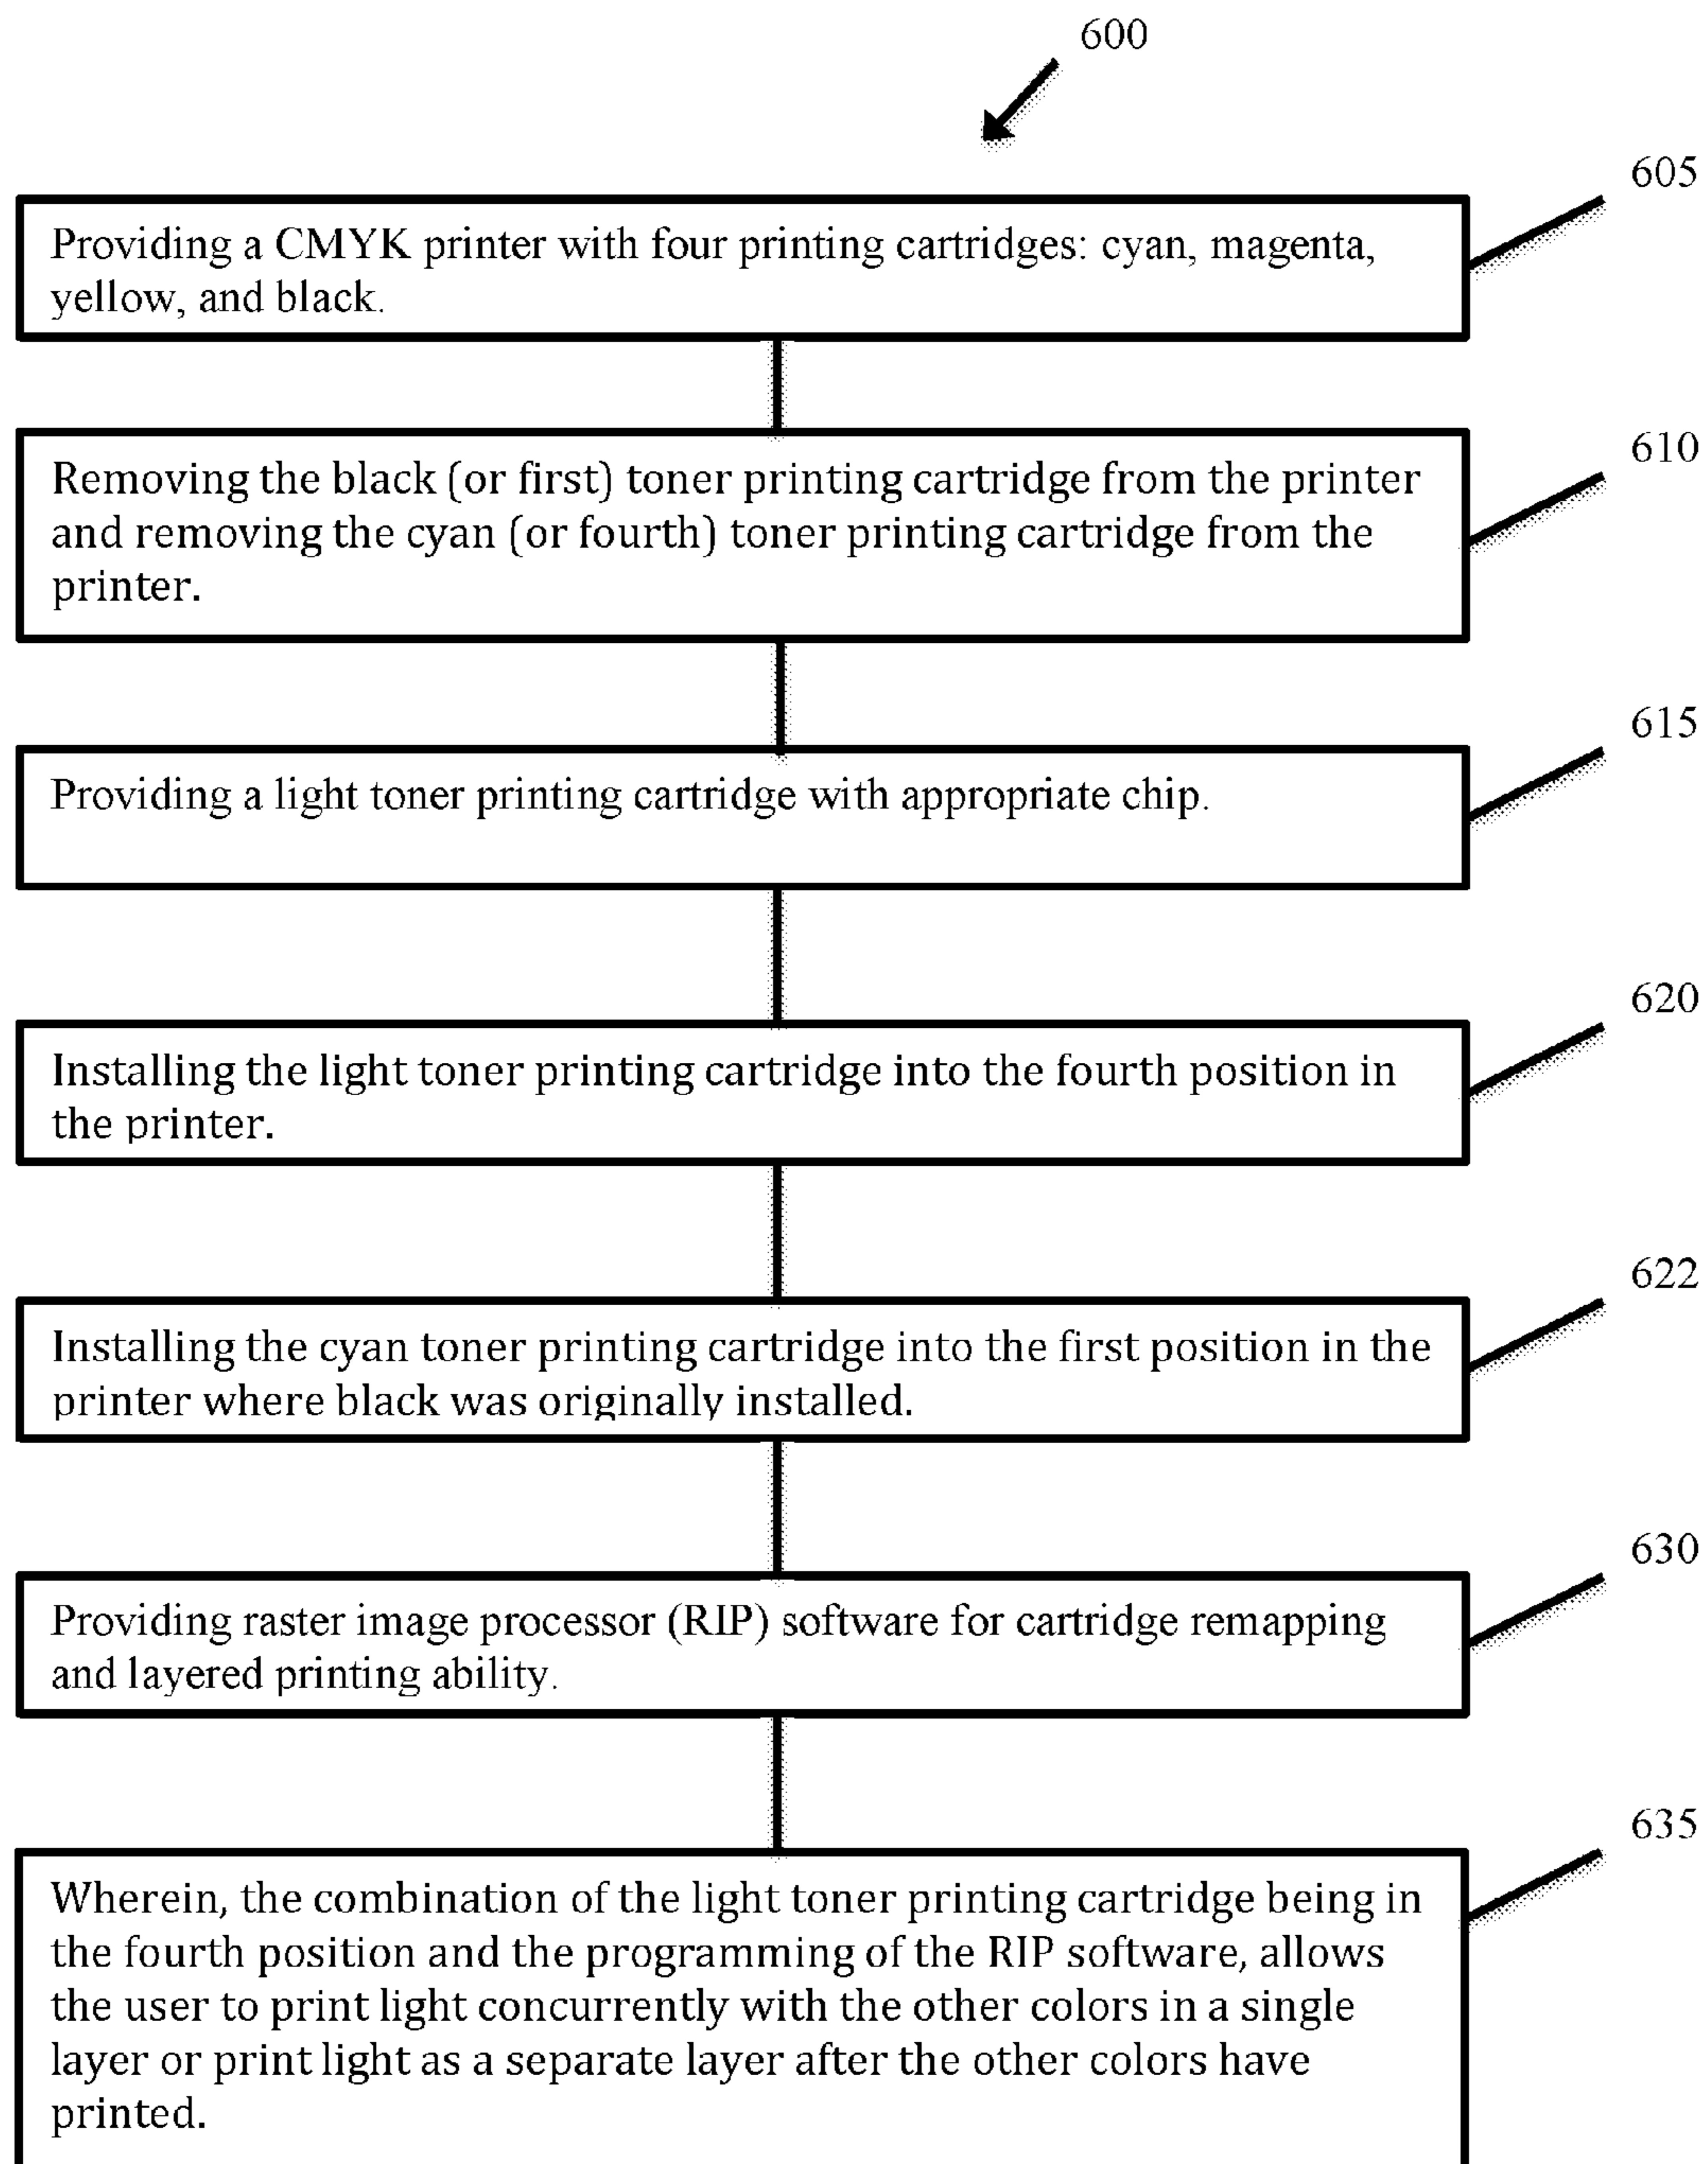 600
605
Providing a CMYK printer with four printing cartridges: cyan, magenta,
yellow, and black.
610
Removing the black (or first) toner printing cartridge from the printer
and removing the cyan (or fourth) toner printing cartridge from the
printer.
615
Providing a light toner printing cartridge with appropriate chip.
620
Installing the light toner printing cartridge into the fourth position in
the printer.
622
Installing the cyan toner printing cartridge into the first position in the
printer where black was originally installed.
630
Providing raster image processor (RIP) software for cartridge remapping
and layered printing ability.
635
Wherein, the combination of the light toner printing cartridge being in
the fourth position and the programming of the RIP software, allows
the user to print light concurrently with the other colors in a single
layer or print light as a separate layer after the other colors have
printed.